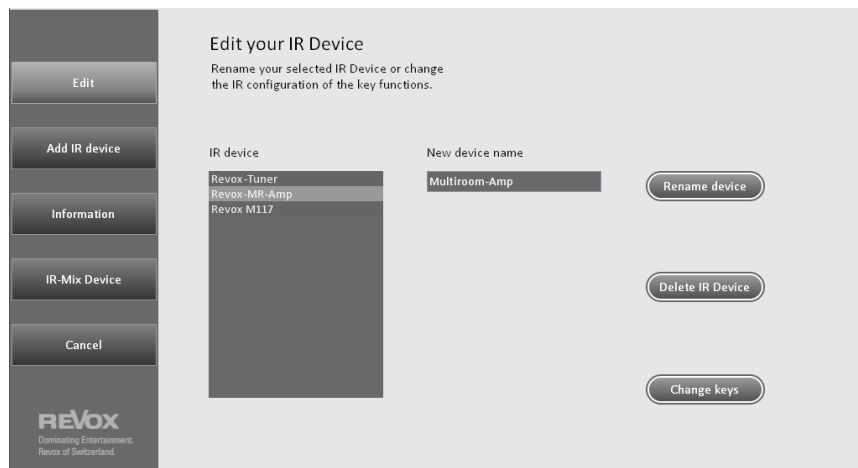 Edit your IR Device
Rename your selected IR Device or change
the IR configuration of the key functions.
Edit
Add IR device
Information
IR-Mix Device
Cancel
REVOX
Dominating Entertainment.
Revox of Switzerland.
IR device
Revox-Tuner
Revox-MR-Amp
Revox M117
New device name
Multiroom-Amp
Rename device
Delete IR Device
Change keys